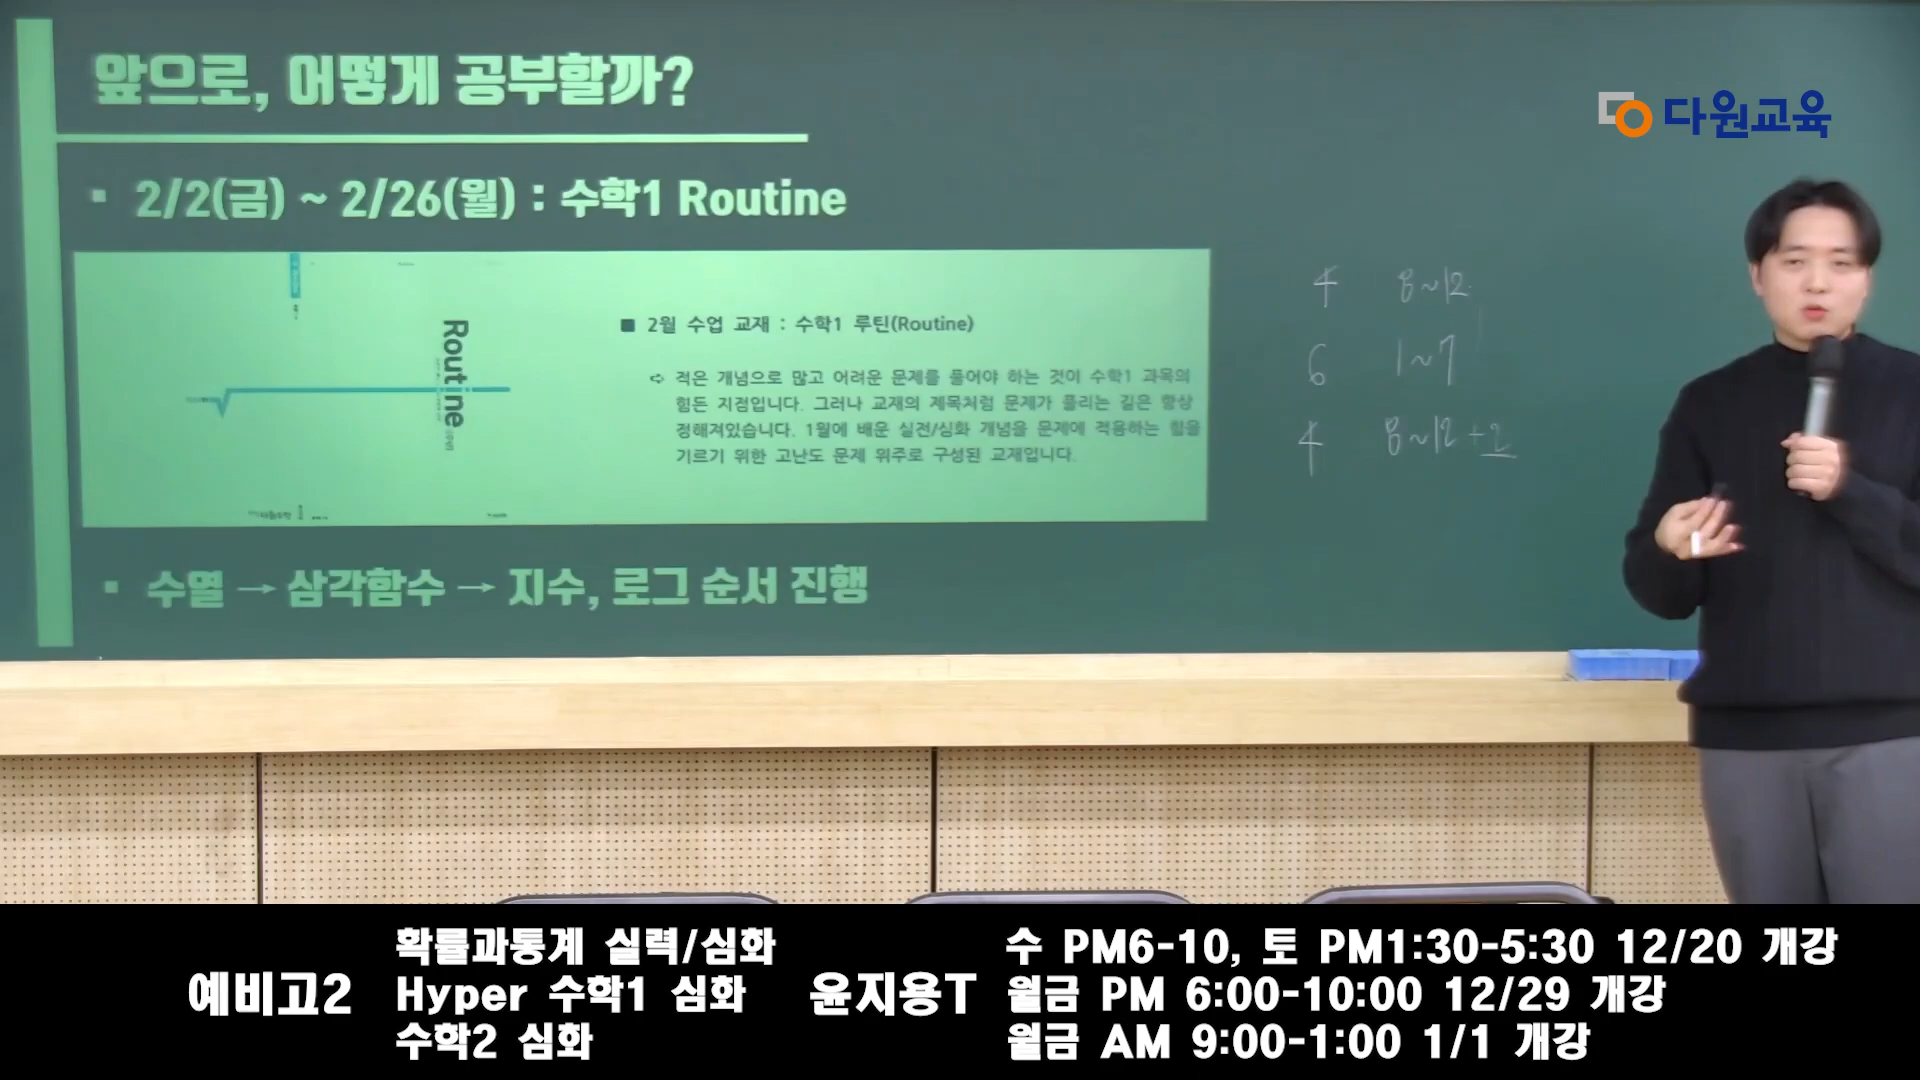 앞으로, 어떻게 공부할까?
다원교육
▪ 2/2(금) ~ 2/26(월) : 수학1 Routine
Routine
■ 2월 수업 교재 : 수학1 루틴(Routine)
➪ 적은 개념으로 많고 어려운 문제를 풀어야 하는 것이 수학1 과목의
힘든 지점입니다. 그러나 교재의 제목처럼 문제가 풀리는 길은 항상
정해져있습니다. 1월에 배운 실전/심화 개념을 문제에 적용하는 힘을
기르기 위한 고난도 문제 위주로 구성된 교재입니다.
4 8~12
6 1~7
4 8~12+2
▪ 수열 → 삼각함수 → 지수, 로그 순서 진행
예비고2
확률과통계 실력/심화
Hyper 수학1 심화
수학2 심화
윤지용T
수 PM6-10, 토 PM1:30-5:30 12/20 개강
월금 PM 6:00-10:00 12/29 개강
월금 AM 9:00-1:00 1/1 개강